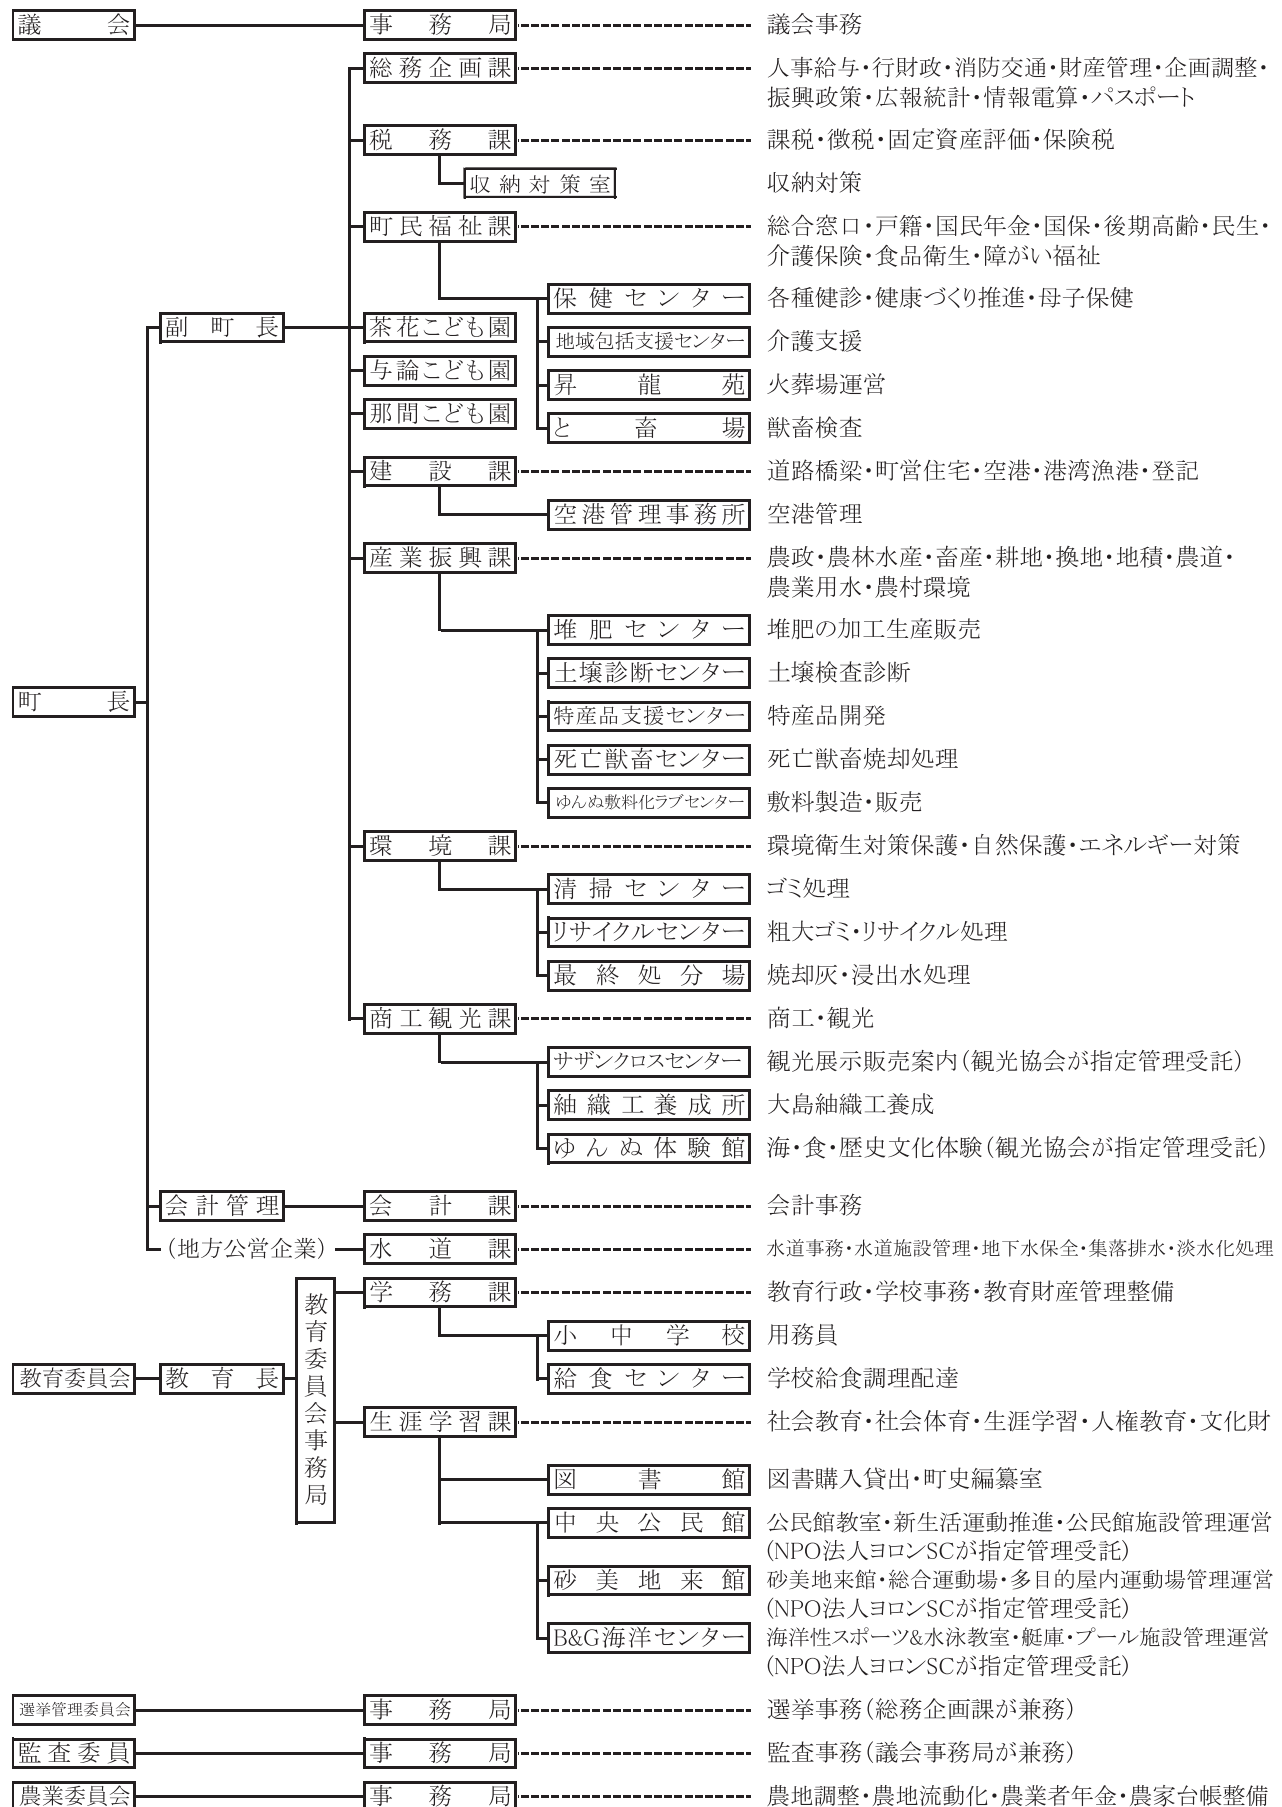 議会 事務局 議会事務
総務企画課 人事給与・行財政・消防交通・財産管理・企画調整・
振興政策・広報統計・情報電算・パスポート
税務課 課税・徴税・固定資産評価・保険税
収納対策室 収納対策
町民福祉課 総合窓口・戸籍・国民年金・国保・後期高齢・民生・
介護保険・食品衛生・障がい福祉
保健センター 各種健診・健康づくり推進・母子保健
副町長 茶花こども園
地域包括支援センター 介護支援
与論こども園
昇龍苑 火葬場運営
那間こども園
と畜場 獣畜検査
建設課 道路橋梁・町営住宅・空港・港湾漁港・登記
空港管理事務所 空港管理
産業振興課 農政・農林水産・畜産・耕地・換地・地積・農道・
農業用水・農村環境
堆肥センター 堆肥の加工生産販売
土壌診断センター 土壌検査診断
町長
特産品支援センター 特産品開発
死亡獣畜センター 死亡獣畜焼却処理
ゆんぬ敷料化ラブセンター 敷料製造・販売
環境課 環境衛生対策保護・自然保護・エネルギー対策
清掃センター ゴミ処理
リサイクルセンター 粗大ゴミ・リサイクル処理
最終処分場 焼却灰・浸出水処理
商工観光課 商工・観光
サザンクロスセンター 観光展示販売案内（観光協会が指定管理受託）
紬織工養成所 大島紬織工養成
ゆんぬ体験館 海・食・歴史文化体験（観光協会が指定管理受託）
会計管理 会計課 会計事務
（地方公営企業） 水道課 水道事務・水道施設管理・地下水保全・集落排水・淡水化処理
学務課 教育行政・学校事務・教育財産管理整備
小中学校 用務員
教育委員会 教育長 教育委員会事務局
給食センター 学校給食調理配達
生涯学習課 社会教育・社会体育・生涯学習・人権教育・文化財
図書館 図書購入貸出・町史編纂室
中央公民館 公民館教室・新生活運動推進・公民館施設管理運営
(NPO法人ヨロンSCが指定管理受託)
砂美地来館 砂美地来館・総合運動場・多目的屋内運動場管理運営
(NPO法人ヨロンSCが指定管理受託)
B&G海洋センター 海洋性スポーツ&水泳教室・艇庫・プール施設管理運営
(NPO法人ヨロンSCが指定管理受託)
選挙管理委員会 事務局 選挙事務（総務企画課が兼務）
監査委員 事務局 監査事務（議会事務局が兼務）
農業委員会 事務局 農地調整・農地流動化・農業者年金・農家台帳整備